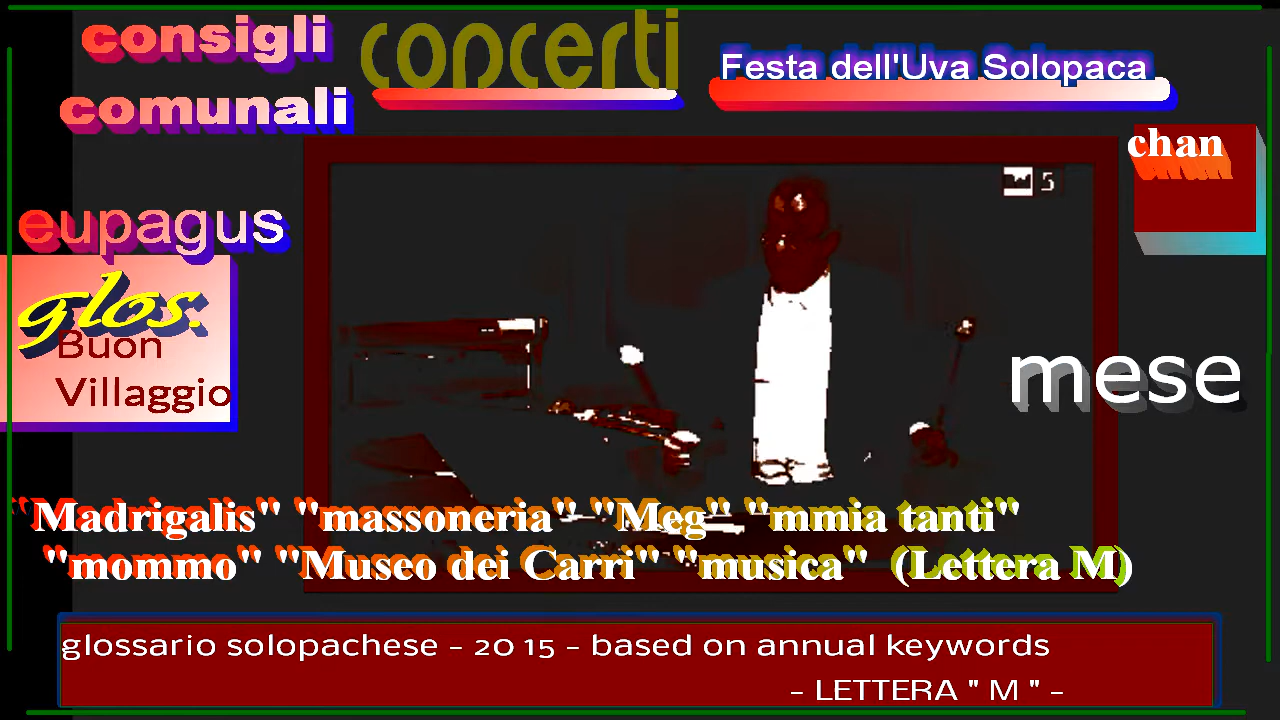 consigli
comunali
concerti
Festa dell'Uva Solopaca
chan
5
eupagus
glos.
Buon
Villaggio
mese
"Madrigalis" "massoneria" "Meg" "mmia tanti"
"mommo" "Museo dei Carri" "musica" (Lettera M)
glossario solopachese - 2015 - based on annual keywords
- LETTERA " M " -